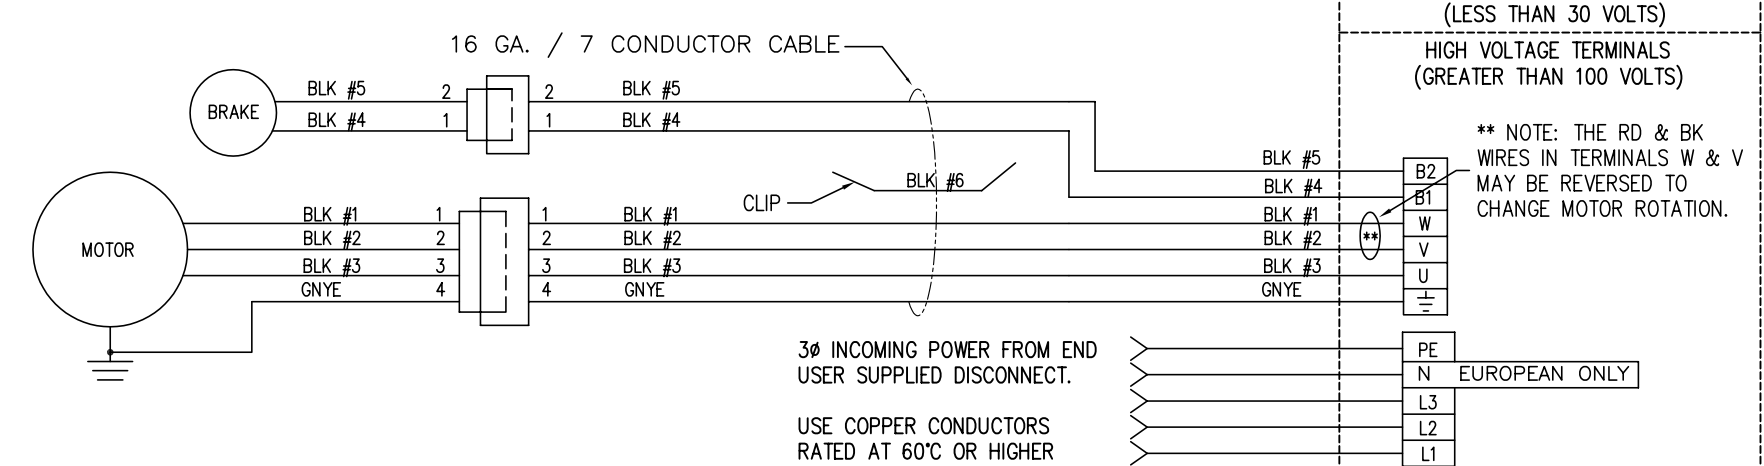 (LESS THAN 30 VOLTS)
HIGH VOLTAGE TERMINALS
(GREATER THAN 100 VOLTS)
16 GA. / 7 CONDUCTOR CABLE
BRAKE
BLK #5 2 2 BLK #5
BLK #4 1 1 BLK #4
** NOTE: THE RD & BK
WIRES IN TERMINALS W & V
MAY BE REVERSED TO
CHANGE MOTOR ROTATION.
BLK #5 B2
BLK #4 B1
CLIP
BLK #6
MOTOR
BLK #1 1 1 BLK #1 BLK #1 W
BLK #2 2 2 BLK #2 BLK #2 ** V
BLK #3 3 3 BLK #3 BLK #3 U
GNYE 4 4 GNYE GNYE
3ø INCOMING POWER FROM END
USER SUPPLIED DISCONNECT.
USE COPPER CONDUCTORS
RATED AT 60°C OR HIGHER
PE
N EUROPEAN ONLY
L3
L2
L1